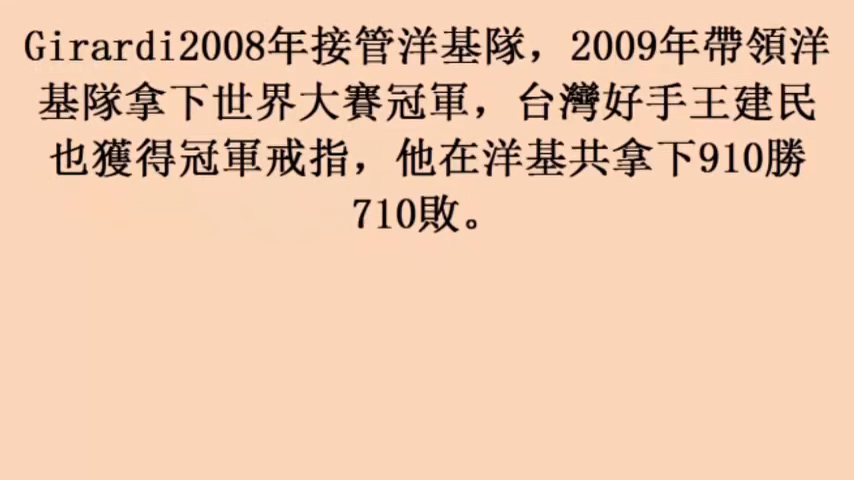 Girardi2008年接管洋基隊，2009年帶領洋
基隊拿下世界大賽冠軍，台灣好手王建民
也獲得冠軍戒指，他在洋基共拿下910勝
710敗。